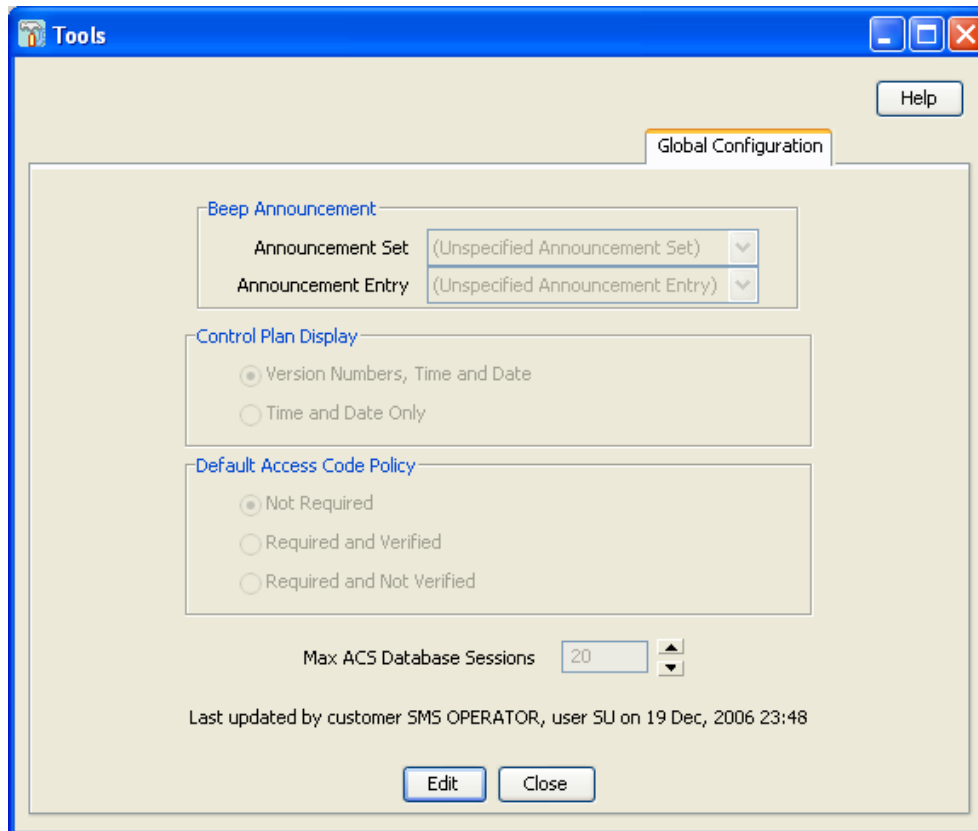 Tools
Help
Global Configuration
Beep Announcement
Announcement Set (Unspecified Announcement Set)
Announcement Entry (Unspecified Announcement Entry)
Control Plan Display
Version Numbers, Time and Date
Time and Date Only
Default Access Code Policy
Not Required
Required and Verified
Required and Not Verified
Max ACS Database Sessions 20
Last updated by customer SMS OPERATOR, user SU on 19 Dec, 2006 23:48
Edit Close